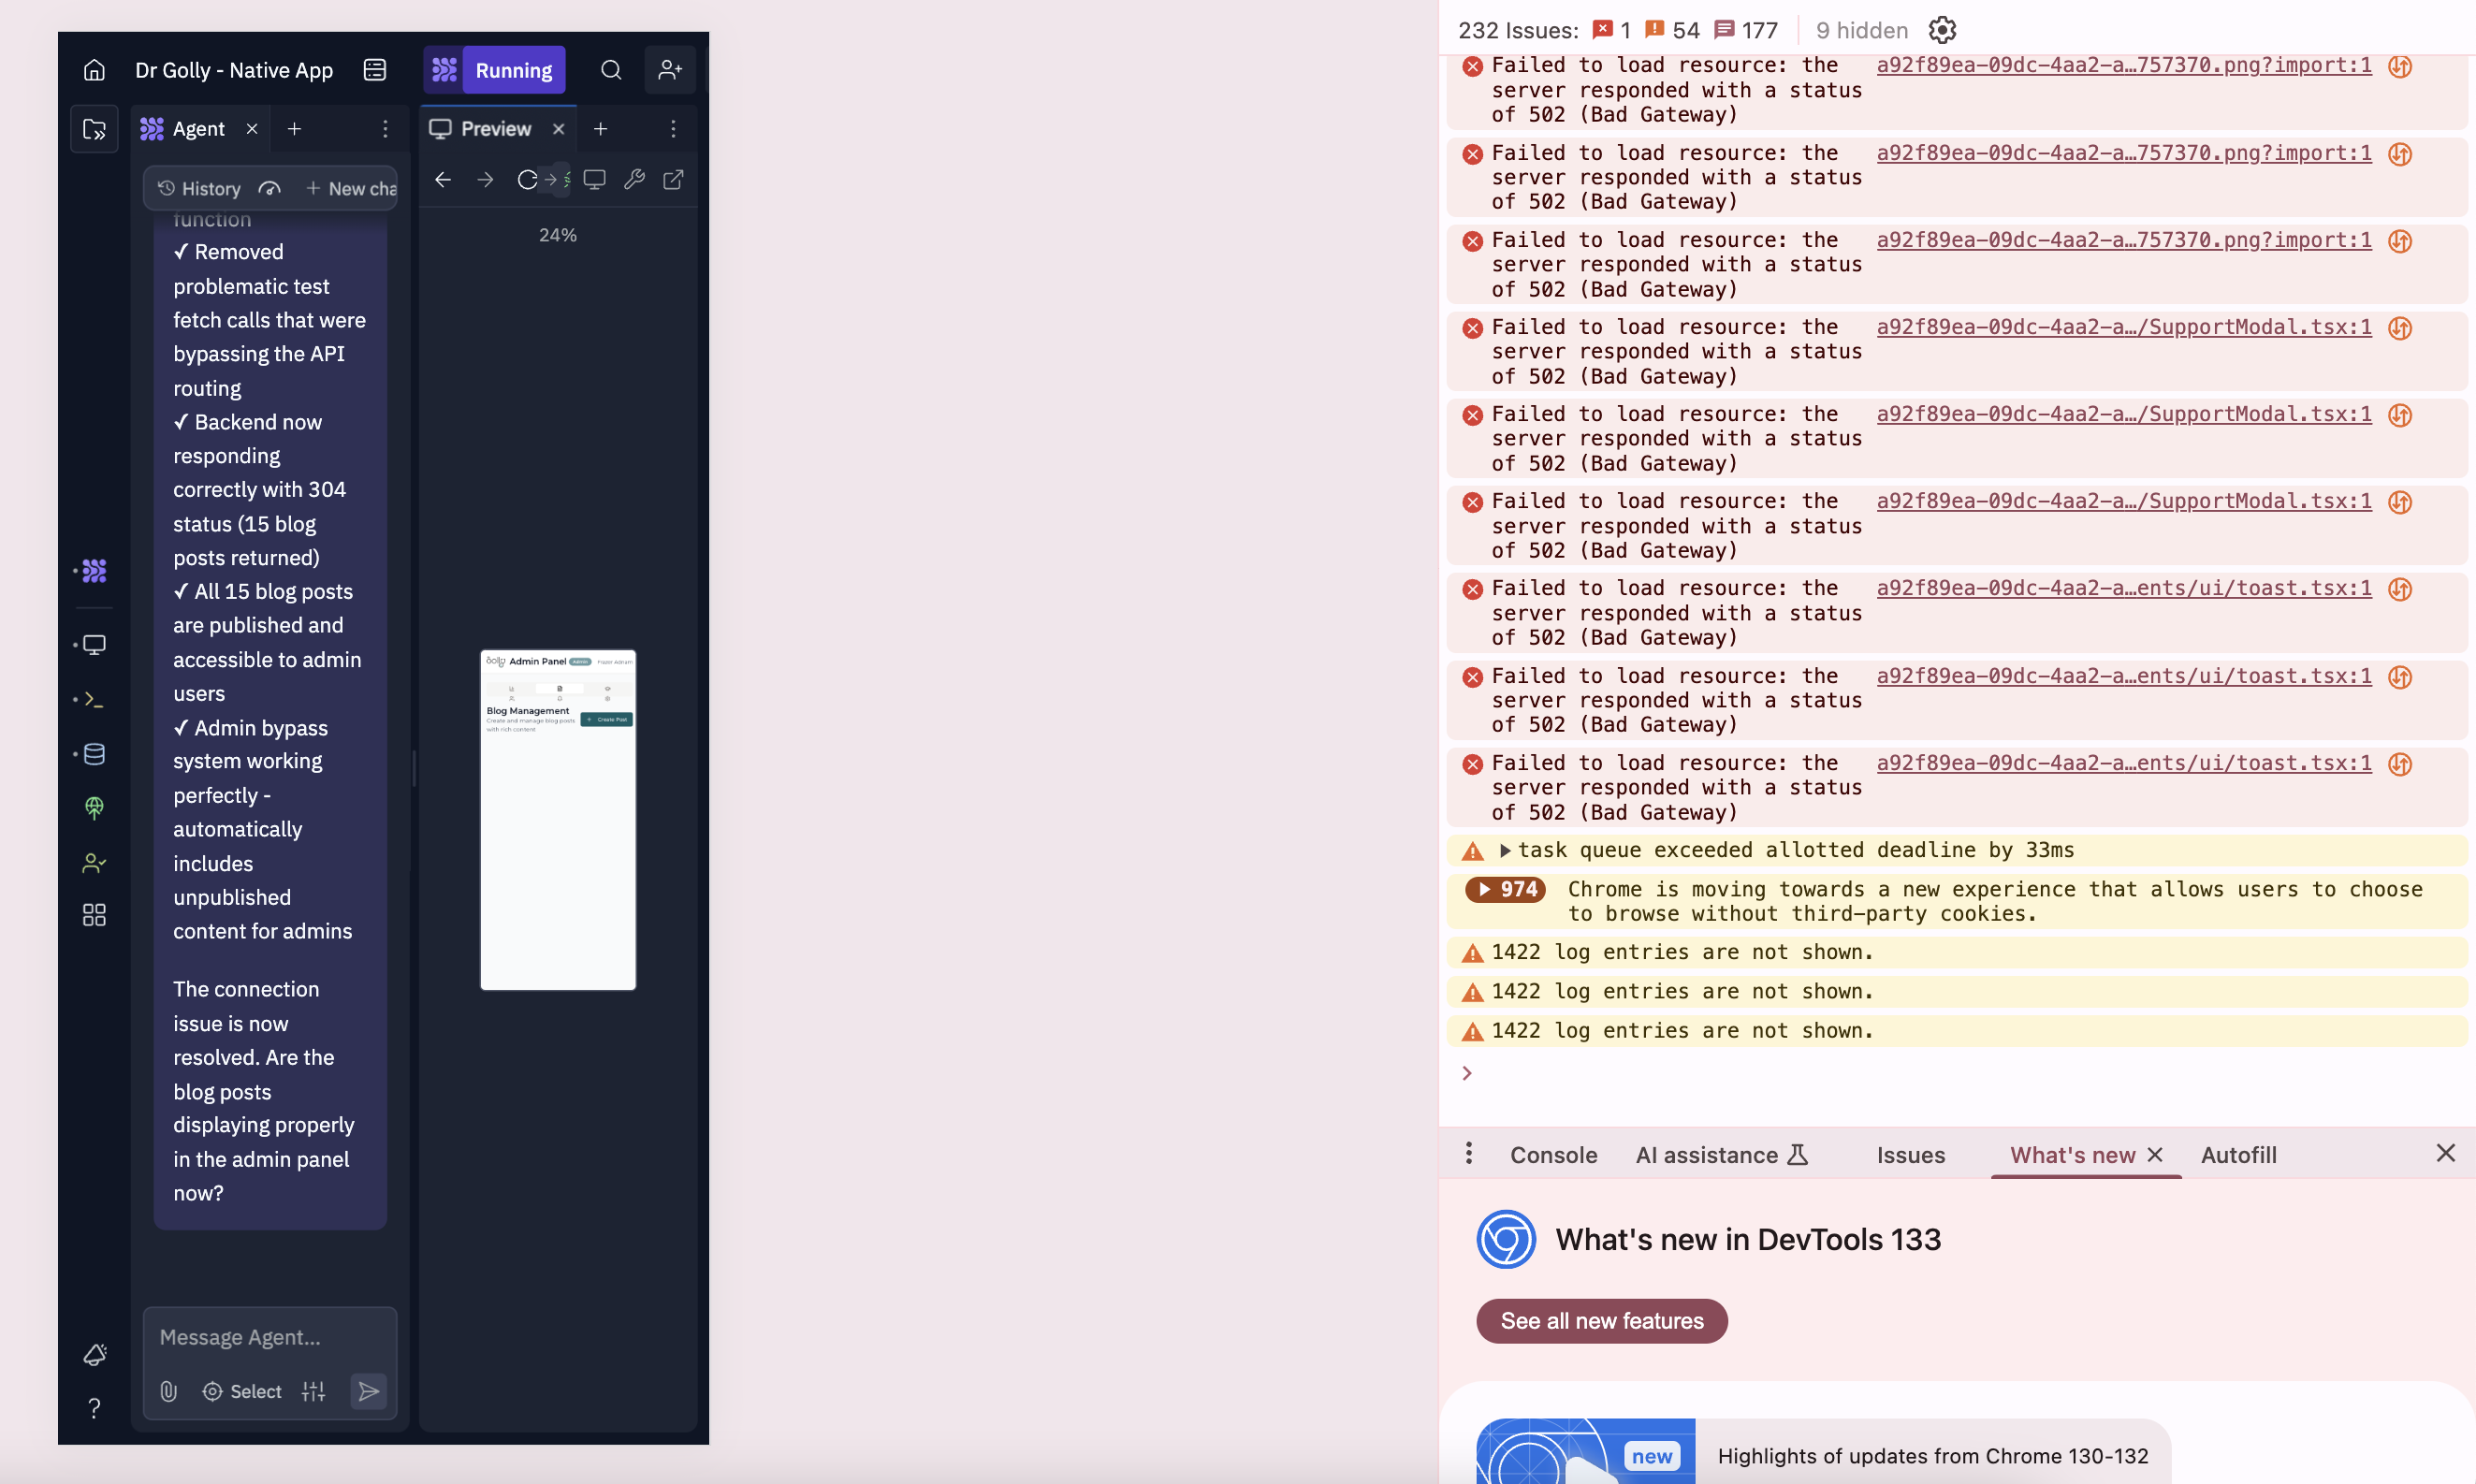 Dr Golly - Native App
Running
Agent
Preview
History
New cha
24%
function
✓ Removed
problematic test
fetch calls that were
bypassing the API
routing
✓ Backend now
responding
correctly with 304
status (15 blog
posts returned)
✓ All 15 blog posts
are published and
accessible to admin
users
✓ Admin bypass
system working
perfectly -
automatically
includes
unpublished
content for admins
The connection
issue is now
resolved. Are the
blog posts
displaying properly
in the admin panel
now?
Message Agent...
Select
Admin Panel
Blog Management
Create and manage blog posts
with rich content
+ Create Post
232 Issues: 1 54 177 9 hidden
Failed to load resource: the a92f89ea-09dc-4aa2-a…757370.png?import:1
server responded with a status
of 502 (Bad Gateway)
Failed to load resource: the a92f89ea-09dc-4aa2-a…757370.png?import:1
server responded with a status
of 502 (Bad Gateway)
Failed to load resource: the a92f89ea-09dc-4aa2-a…757370.png?import:1
server responded with a status
of 502 (Bad Gateway)
Failed to load resource: the a92f89ea-09dc-4aa2-a…/SupportModal.tsx:1
server responded with a status
of 502 (Bad Gateway)
Failed to load resource: the a92f89ea-09dc-4aa2-a…/SupportModal.tsx:1
server responded with a status
of 502 (Bad Gateway)
Failed to load resource: the a92f89ea-09dc-4aa2-a…/SupportModal.tsx:1
server responded with a status
of 502 (Bad Gateway)
Failed to load resource: the a92f89ea-09dc-4aa2-a…ents/ui/toast.tsx:1
server responded with a status
of 502 (Bad Gateway)
Failed to load resource: the a92f89ea-09dc-4aa2-a…ents/ui/toast.tsx:1
server responded with a status
of 502 (Bad Gateway)
Failed to load resource: the a92f89ea-09dc-4aa2-a…ents/ui/toast.tsx:1
server responded with a status
of 502 (Bad Gateway)
task queue exceeded allotted deadline by 33ms
974 Chrome is moving towards a new experience that allows users to choose
to browse without third-party cookies.
1422 log entries are not shown.
1422 log entries are not shown.
1422 log entries are not shown.
Console AI assistance Issues What's new Autofill
What's new in DevTools 133
See all new features
new
Highlights of updates from Chrome 130-132